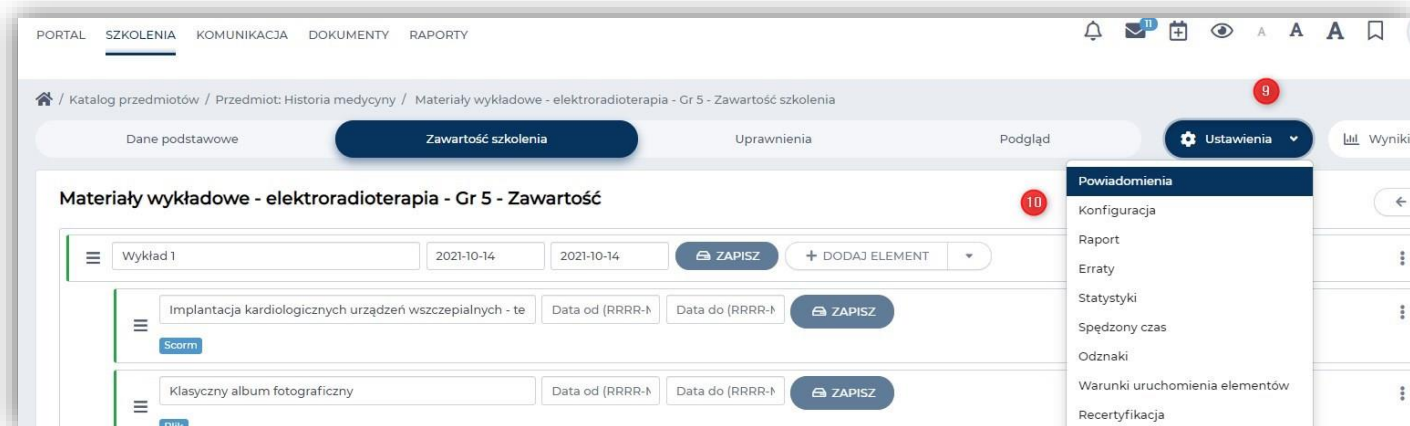 PORTAL SZKOLENIA KOMUNIKACJA DOKUMENTY RAPORTY 11 A A A
/ Katalog przedmiotów / Przedmiot: Historia medycyny / Materiały wykładowe - elektroradioterapia - Gr 5 - Zawartość szkolenia
9
Dane podstawowe Zawartość szkolenia Uprawnienia Podgląd Ustawienia Wyniki
Materiały wykładowe - elektroradioterapia - Gr 5 - Zawartość
10
Powiadomienia
Konfiguracja
Raport
Erraty
Statystyki
Spędzony czas
Odznaki
Warunki uruchomienia elementów
Recertyfikacja
Wykład 1 2021-10-14 2021-10-14 ZAPISZ + DODAJ ELEMENT
Implantacja kardiologicznych urządzeń wszczepialnych - te Data od (RRRR-M Data do (RRRR-M ZAPISZ
Scorm
Klasyczny album fotograficzny Data od (RRRR-M Data do (RRRR-M ZAPISZ
Plik